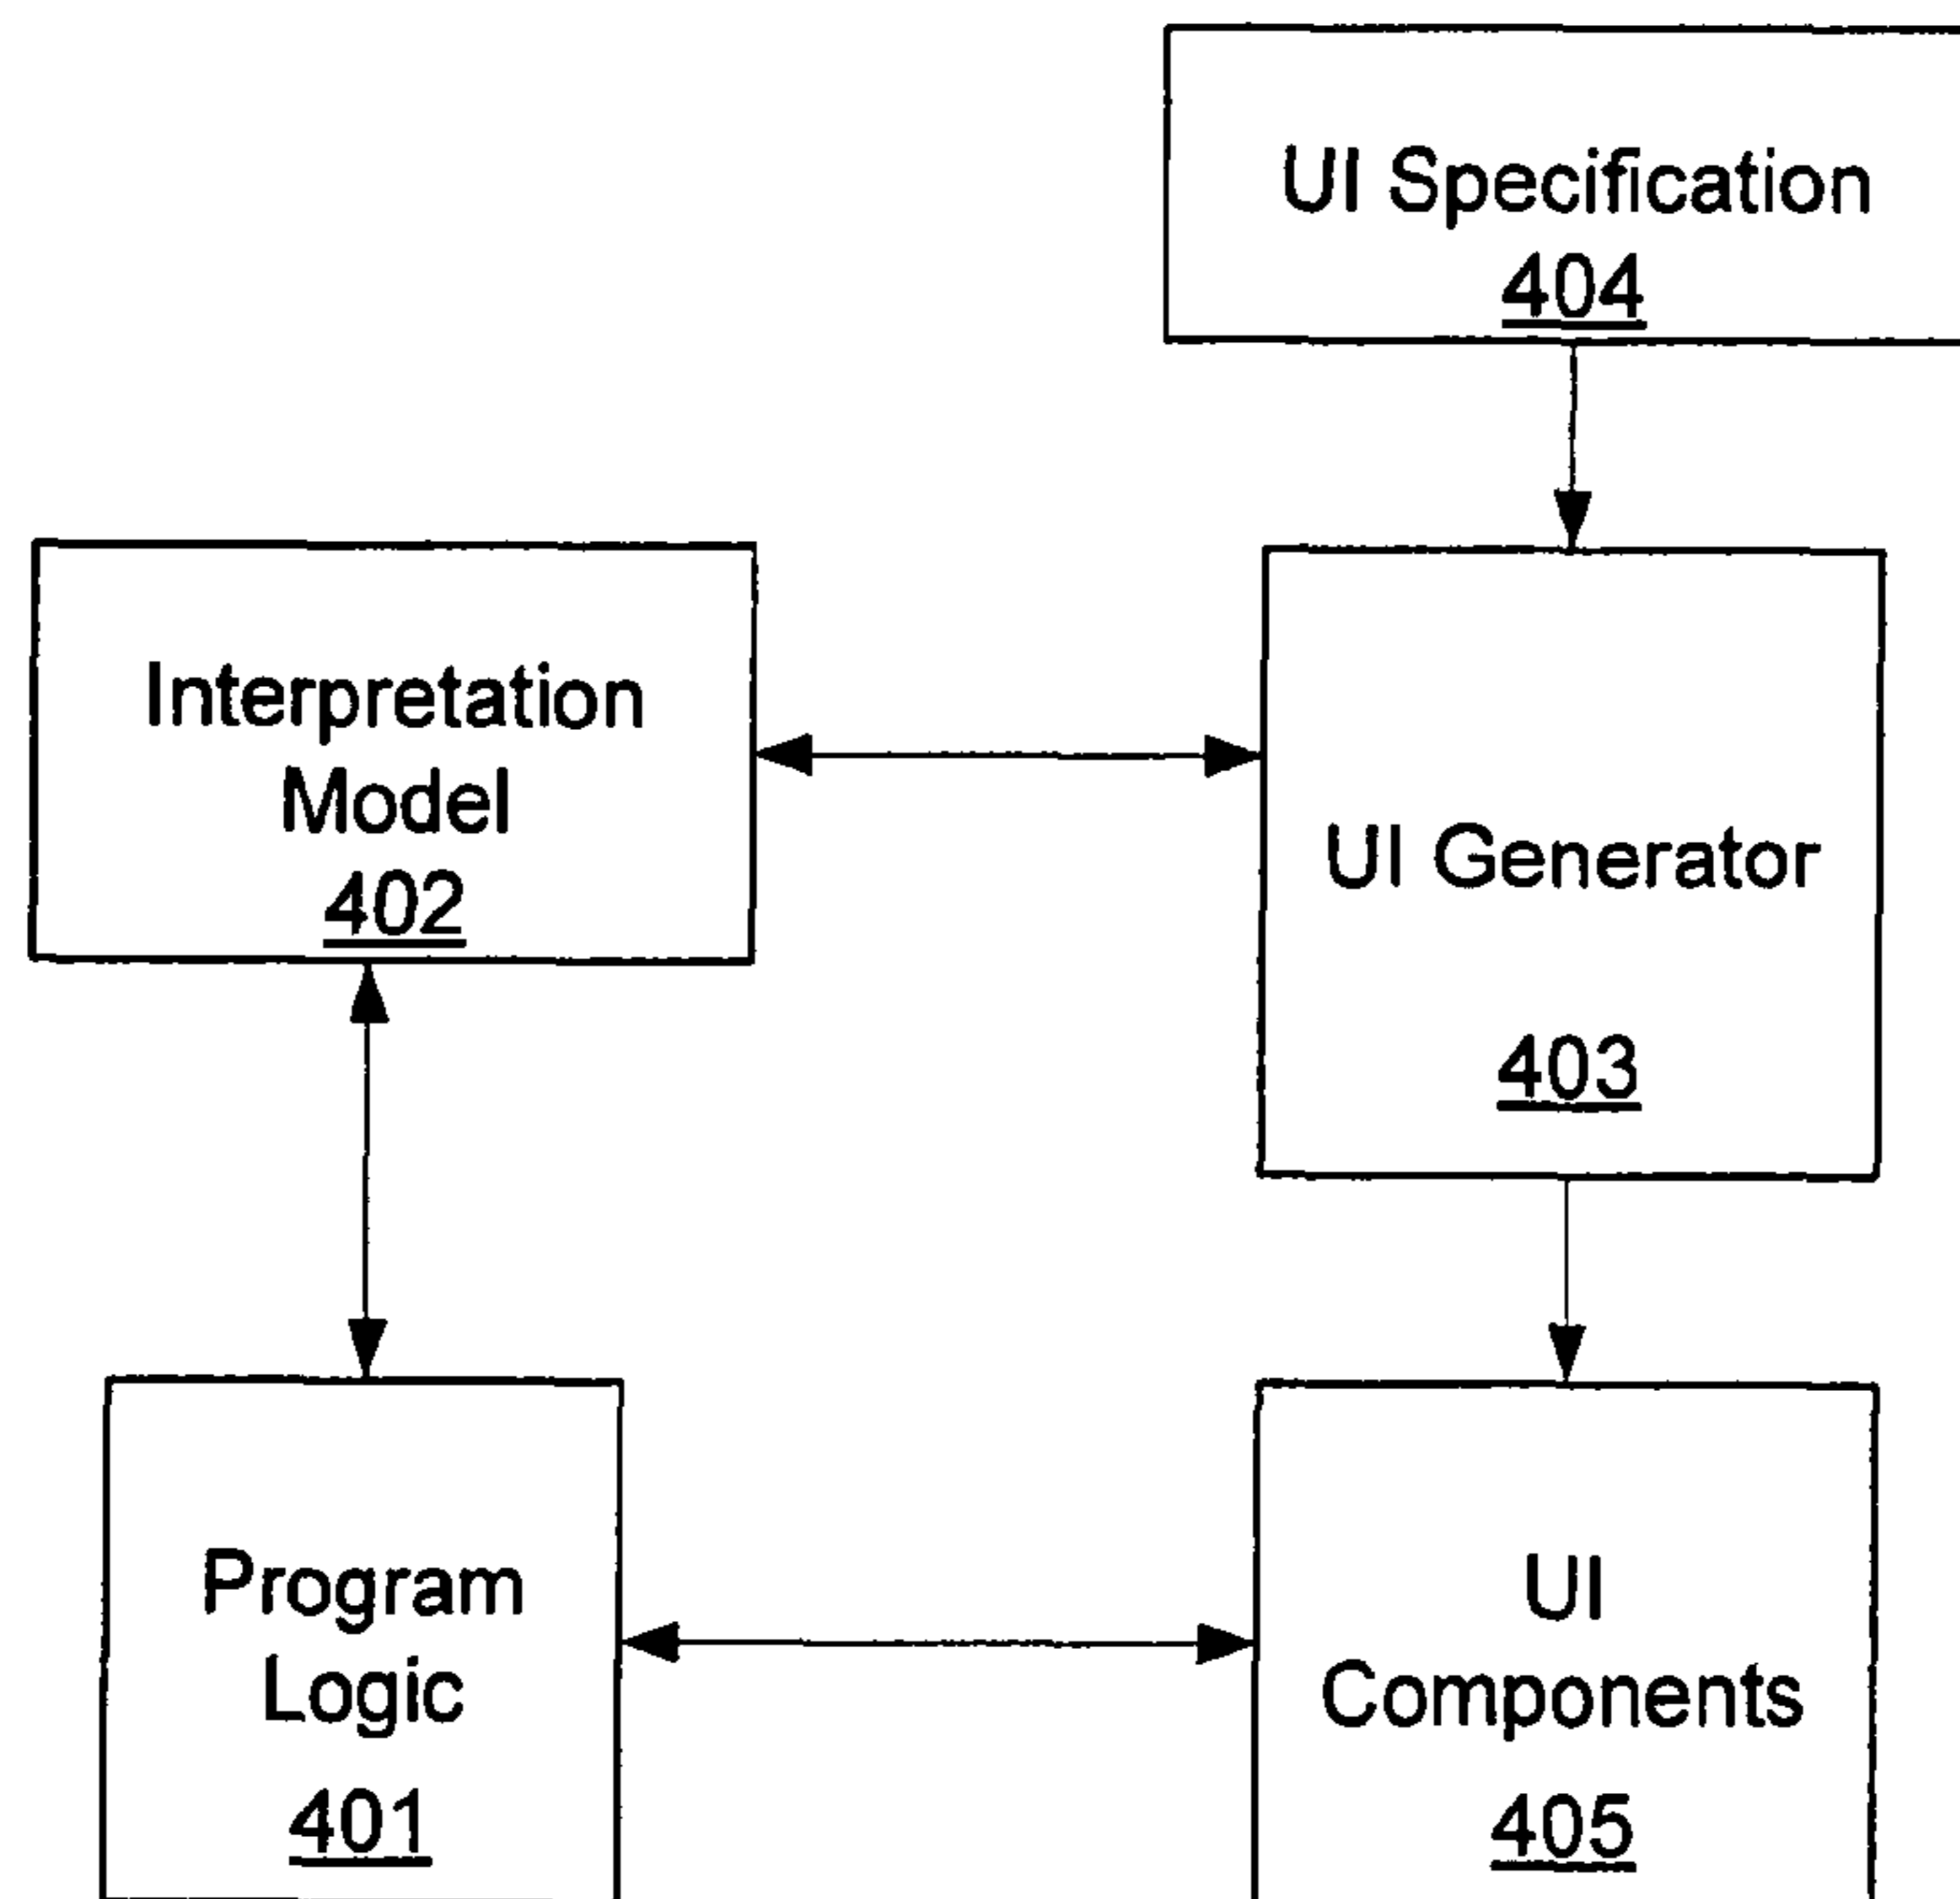 UI Specification
404
Interpretation
Model
402
UI Generator
403
Program
Logic
401
UI
Components
405